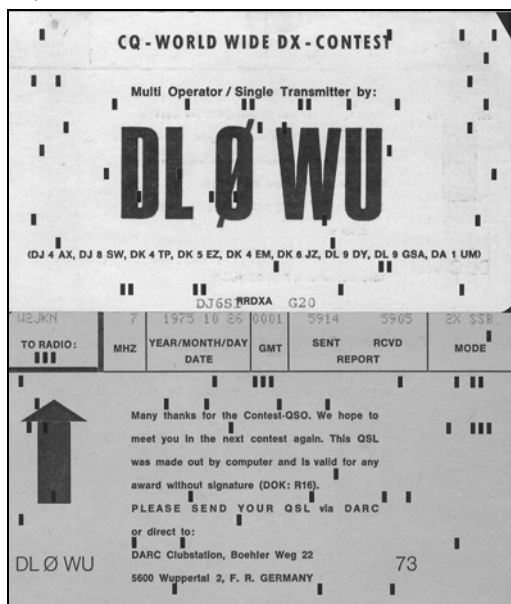 CQ - WORLD WIDE DX - CONTEST
Multi Operator / Single Transmitter by:
DL Ø WU
(DJ 4 AX, DJ 8 SW, DK 4 TP, DK 5 EZ, DK 4 EM, DK 6 JZ, DL 9 DY, DL 9 GSA, DA 1 UM)
RRDXA G20
W2JKN 7 1975 10 26 0001 5914 5905 2X SSB
TO RADIO: MHZ YEAR/MONTH/DAY DATE GMT SENT RCVD REPORT MODE
Many thanks for the Contest-QSO. We hope to
meet you in the next contest again. This QSL
was made out by computer and is valid for any
award without signature (DOK: R16).
PLEASE SEND YOUR QSL via DARC
or direct to:
DARC Clubstation, Boehler Weg 22
5600 Wuppertal 2, F. R. GERMANY
DL Ø WU 73